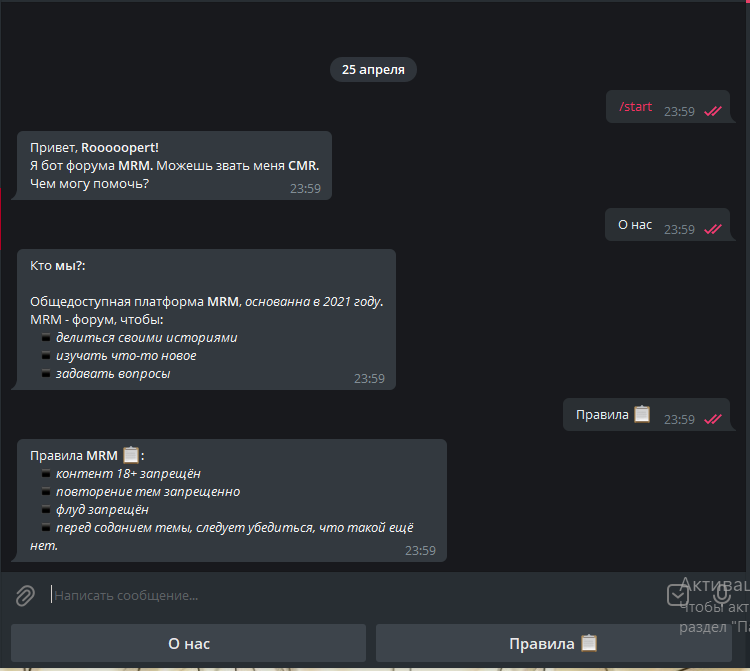 25 апреля
/start 23:59
Привет, Rooooopert!
Я бот форума MRM. Можешь звать меня CMR.
Чем могу помочь?
23:59
О нас 23:59
Кто мы?:
Общедоступная платформа MRM, основанна в 2021 году.
MRM - форум, чтобы:
▪ делиться своими историями
▪ изучать что-то новое
▪ задавать вопросы
23:59
Правила 📋 23:59
Правила MRM 📋:
▪ контент 18+ запрещён
▪ повторение тем запрещенно
▪ флуд запрещён
▪ перед соданием темы, следует убедиться, что такой ещё
нет.
23:59
Написать сообщение...
раздел
О нас
Правила 📋